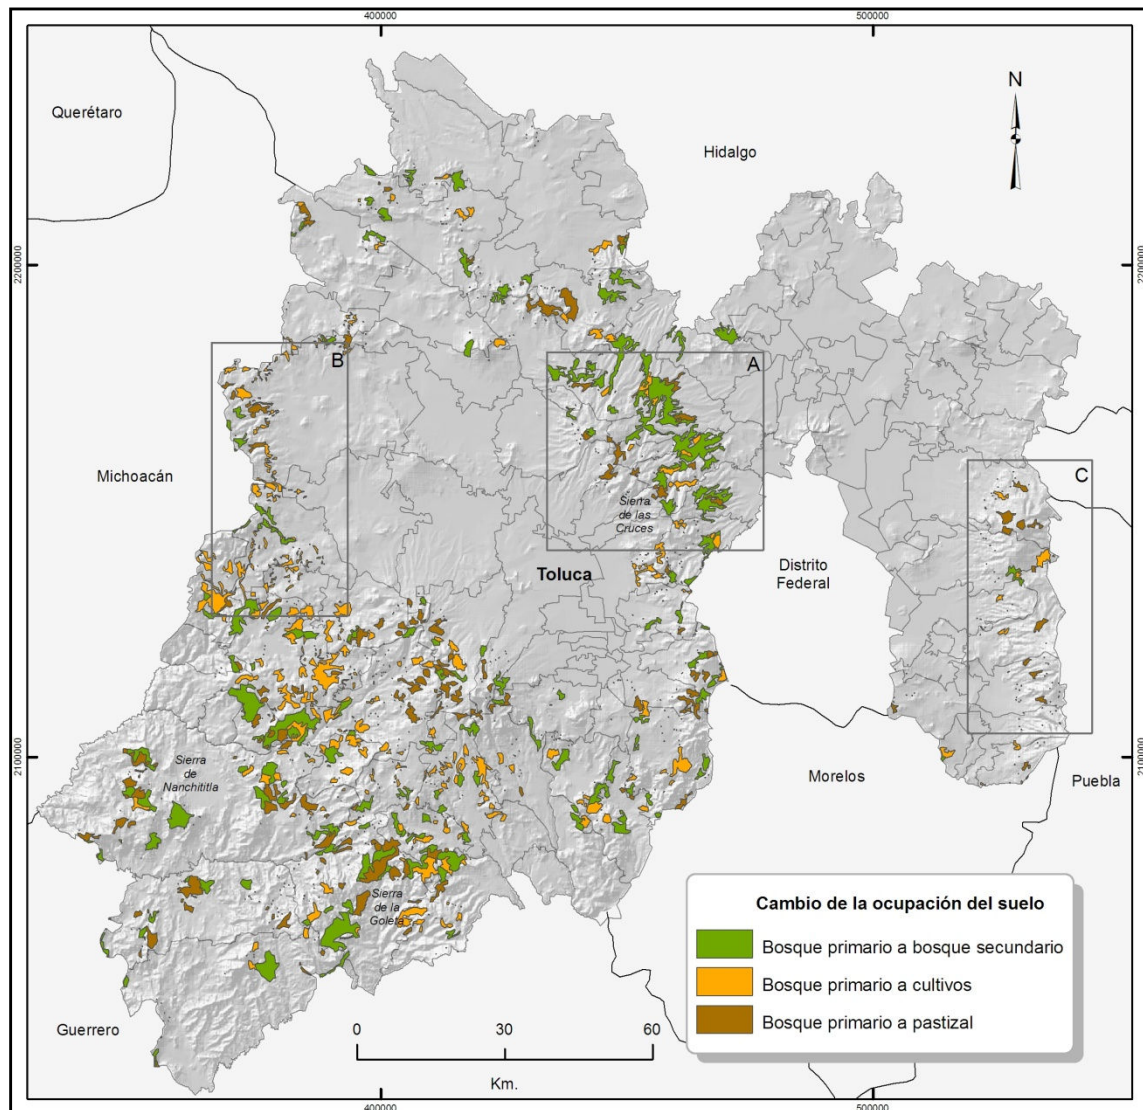 400000
500000
Querétaro
Hidalgo
N
2200000
2200000
B
A
Michoacán
C
Sierra
de las
Cruces
Toluca
Distrito
Federal
2100000
2100000
Sierra
de
Nanchititla
Morelos
Puebla
Sierra
de la
Goleta
Cambio de la ocupación del suelo
Bosque primario a bosque secundario
Bosque primario a cultivos
Bosque primario a pastizal
Guerrero
0
30
60
Km.
400000
500000